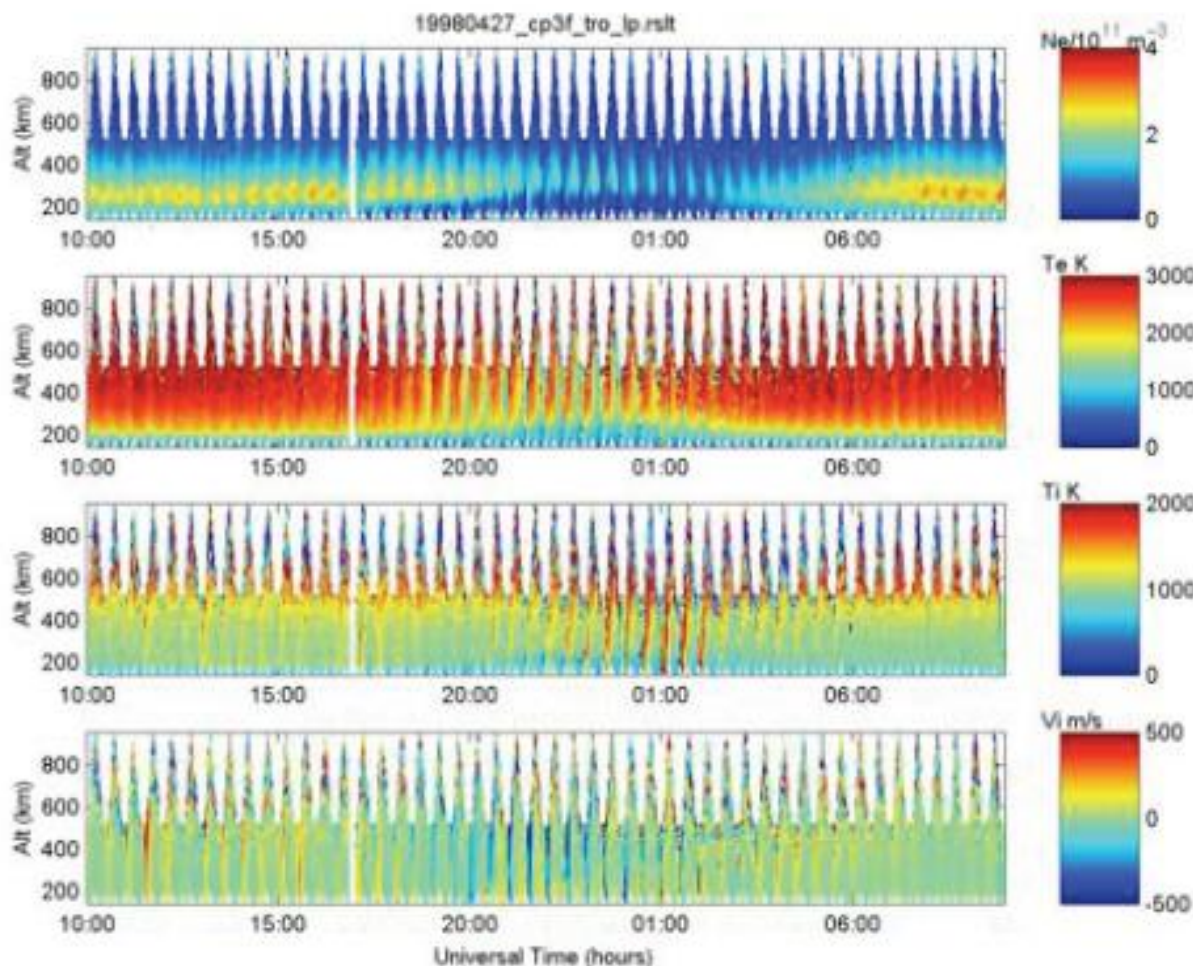 19980427_cp3f_tro_lp.rslt
Ne/10¹¹ m⁻³
Alt (km)
800
600
400
200
10:00 15:00 20:00 01:00 06:00
4
2
0
Te K
Alt (km)
800
600
400
200
10:00 15:00 20:00 01:00 06:00
3000
2000
1000
0
Ti K
Alt (km)
800
600
400
200
10:00 15:00 20:00 01:00 06:00
2000
1000
0
Vi m/s
Alt (km)
800
600
400
200
10:00 15:00 20:00 01:00 06:00
500
0
-500
Universal Time (hours)